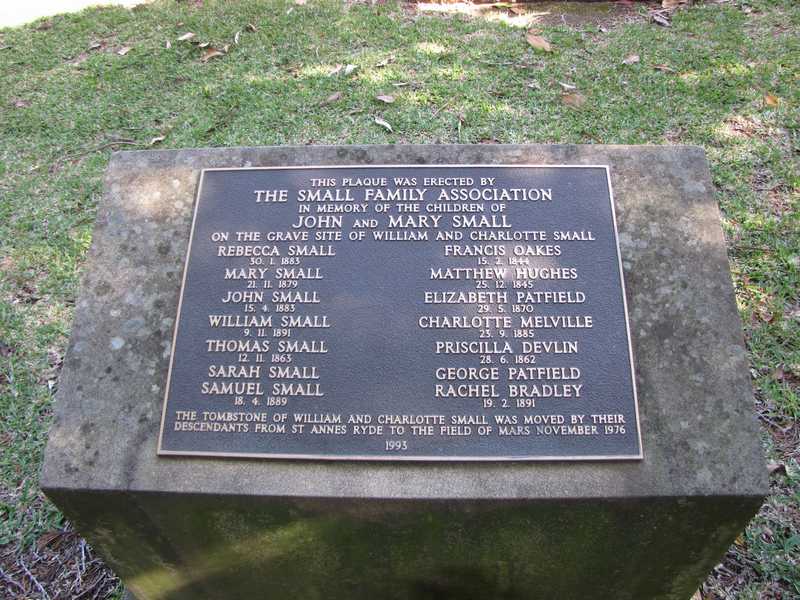 THIS PLAQUE WAS ERECTED BY
THE SMALL FAMILY ASSOCIATION
IN MEMORY OF THE CHILDREN OF
JOHN AND MARY SMALL
ON THE GRAVE SITE OF WILLIAM AND CHARLOTTE SMALL
REBECCA SMALL
30. 1. 1883
MARY SMALL
21. 11. 1879
JOHN SMALL
15. 4. 1883
WILLIAM SMALL
9. 11. 1891
THOMAS SMALL
12. 11. 1863
SARAH SMALL
SAMUEL SMALL
18. 4. 1889
FRANCIS OAKES
15. 2. 1844
MATTHEW HUGHES
25. 12. 1845
ELIZABETH PATFIELD
29. 5. 1870
CHARLOTTE MELVILLE
23. 9. 1885
PRISCILLA DEVLIN
28. 6. 1862
GEORGE PATFIELD
RACHEL BRADLEY
19. 2. 1891
THE TOMBSTONE OF WILLIAM AND CHARLOTTE SMALL WAS MOVED BY THEIR
DESCENDANTS FROM ST ANNES RYDE TO THE FIELD OF MARS NOVEMBER 1976
1993